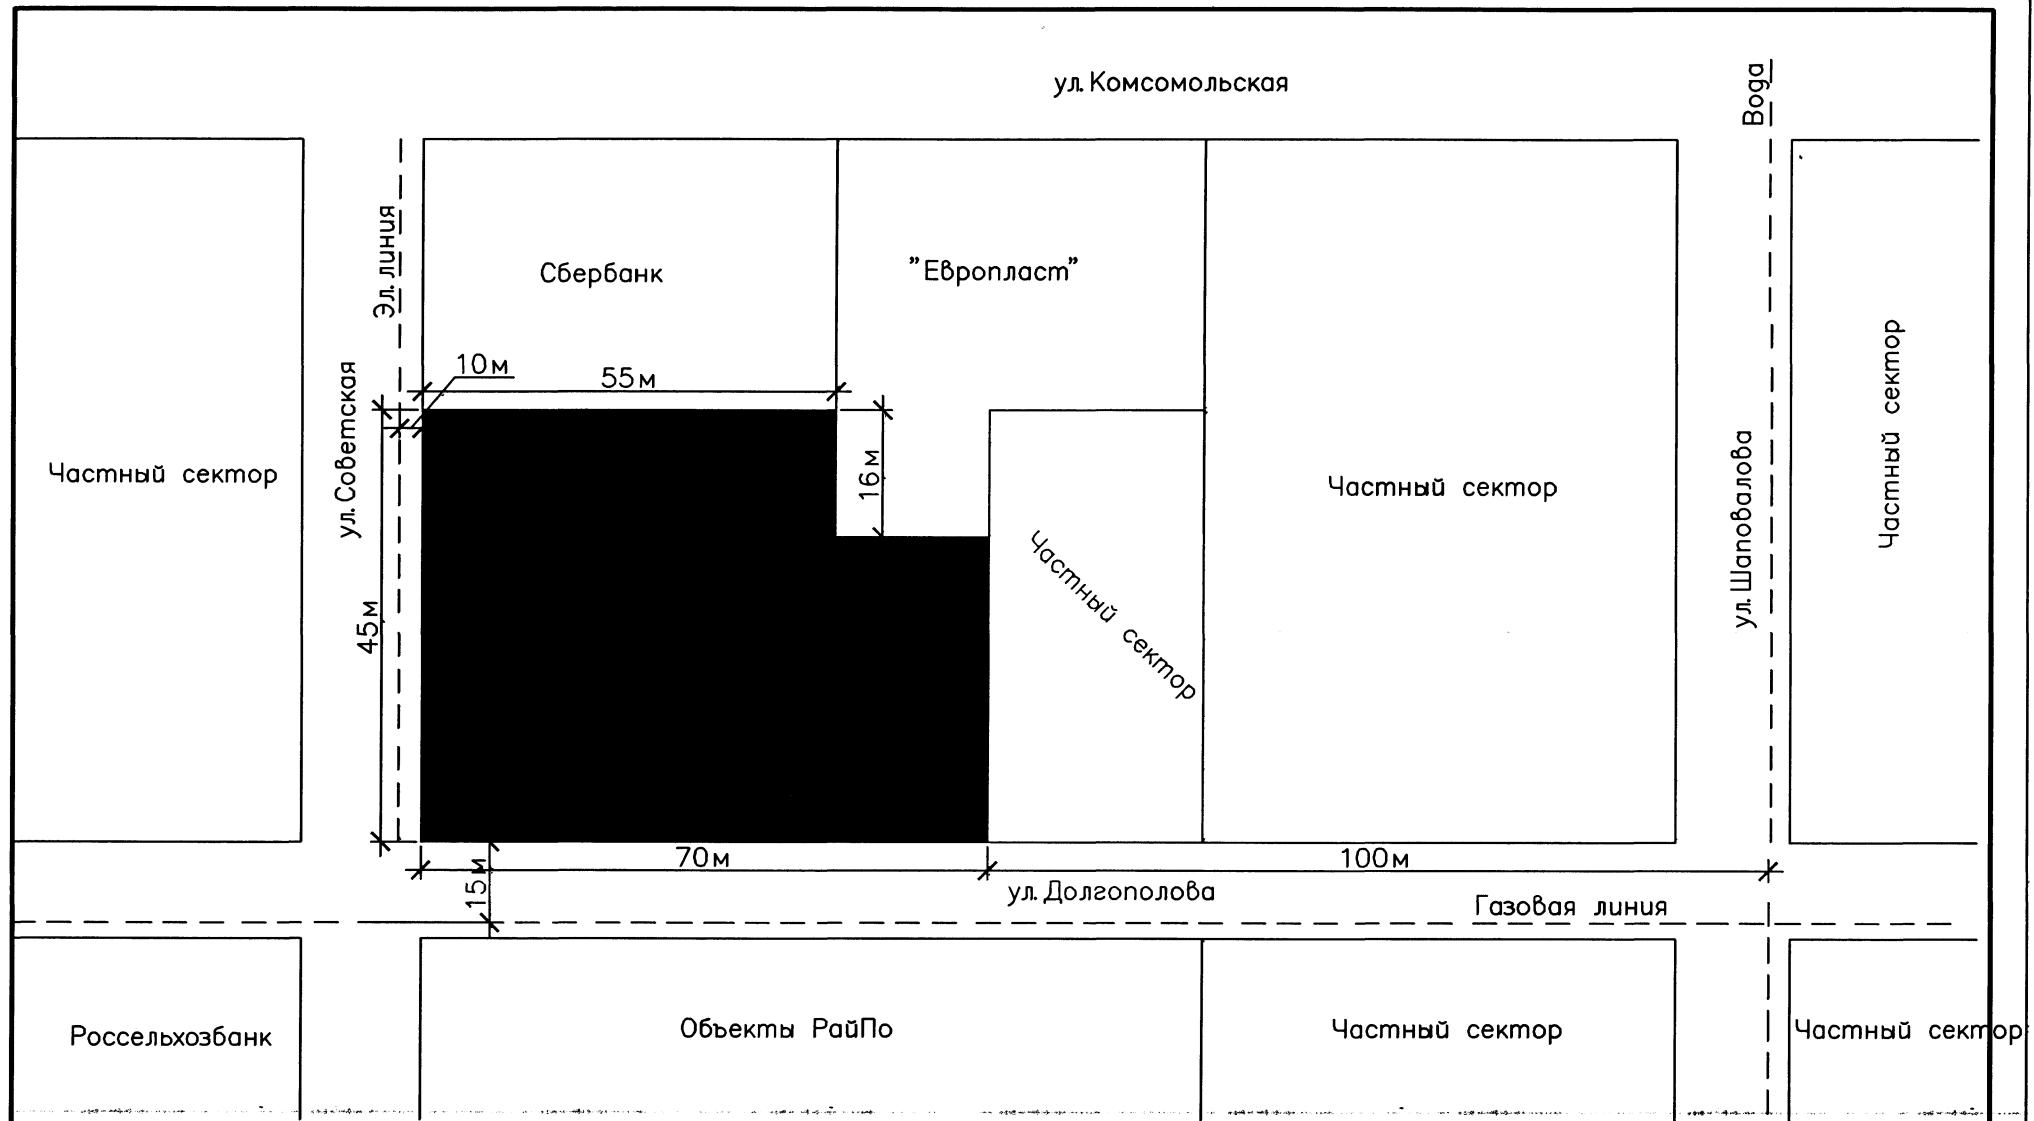 ул. Комсомольская
Вода
Эл. линия
Сбербанк
"Европласт"
10м
55м
ул. Советская
16м
Частный сектор
Частный сектор
Частный сектор
ул. Шаповалова
Частный сектор
45м
70м
100м
15м
ул. Долгополова
Газовая линия
Россельхозбанк
Объекты РайПо
Частный сектор
Частный сектор